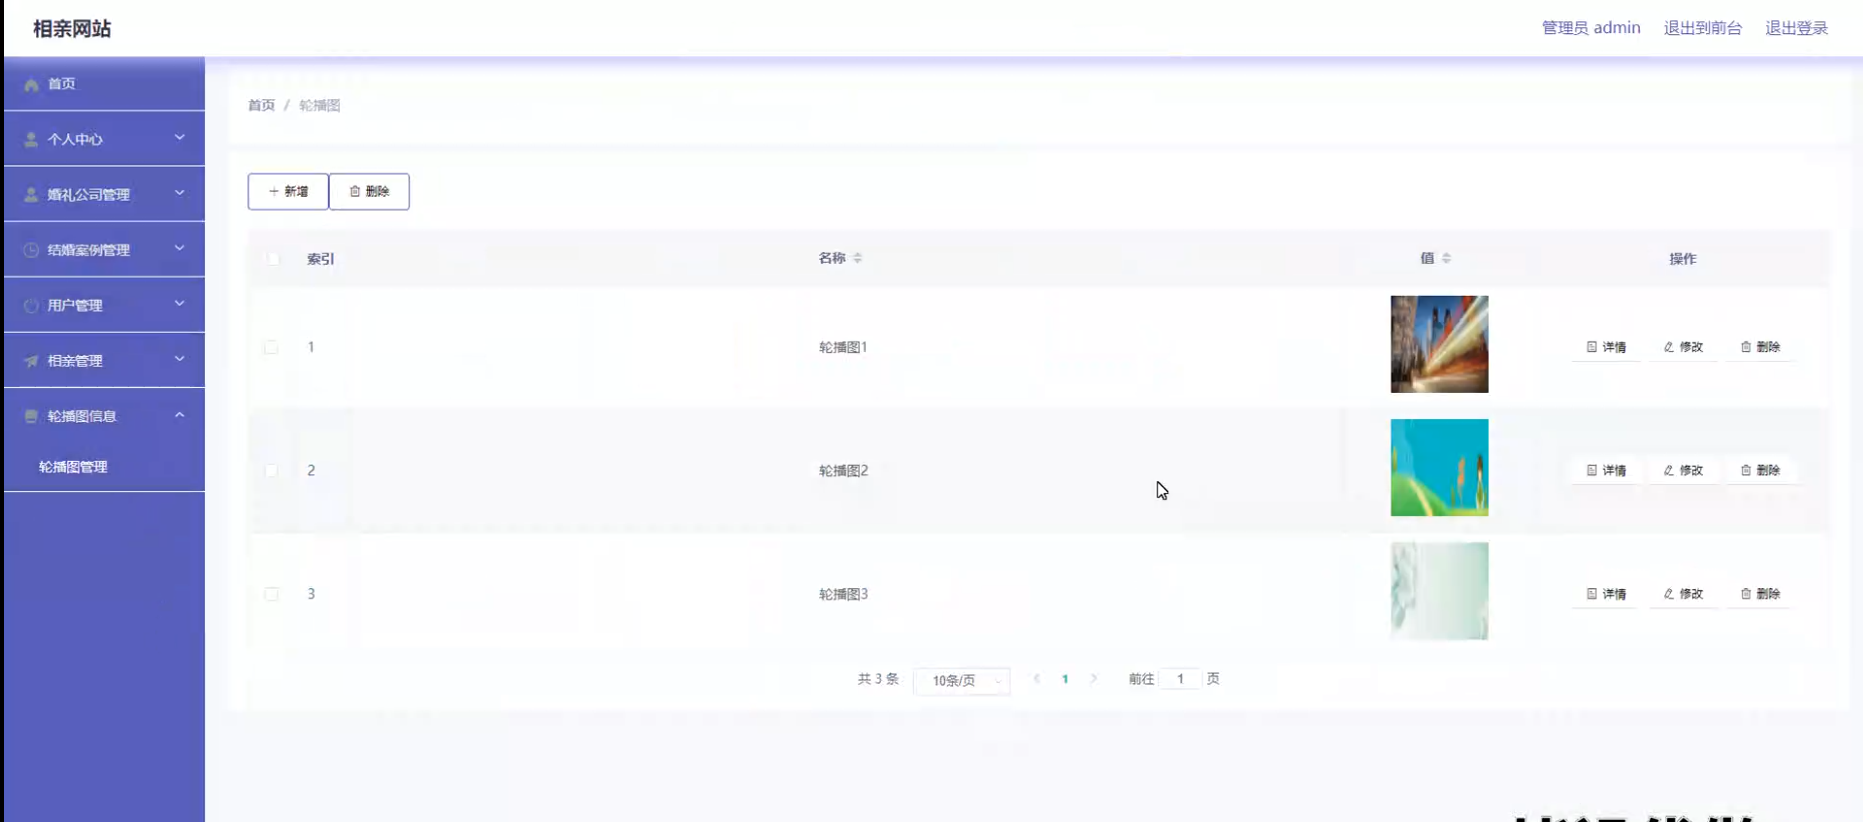 相亲网站
管理员 admin 退出到前台 退出登录
首页
个人中心
婚礼公司管理
结婚案例管理
用户管理
相亲管理
轮播图信息
轮播图管理
首页 / 轮播图
+ 新增 删除
索引 名称 值 操作
1 轮播图1 详情 修改 删除
2 轮播图2 详情 修改 删除
3 轮播图3 详情 修改 删除
共 3 条 10条/页 1 前往 1 页